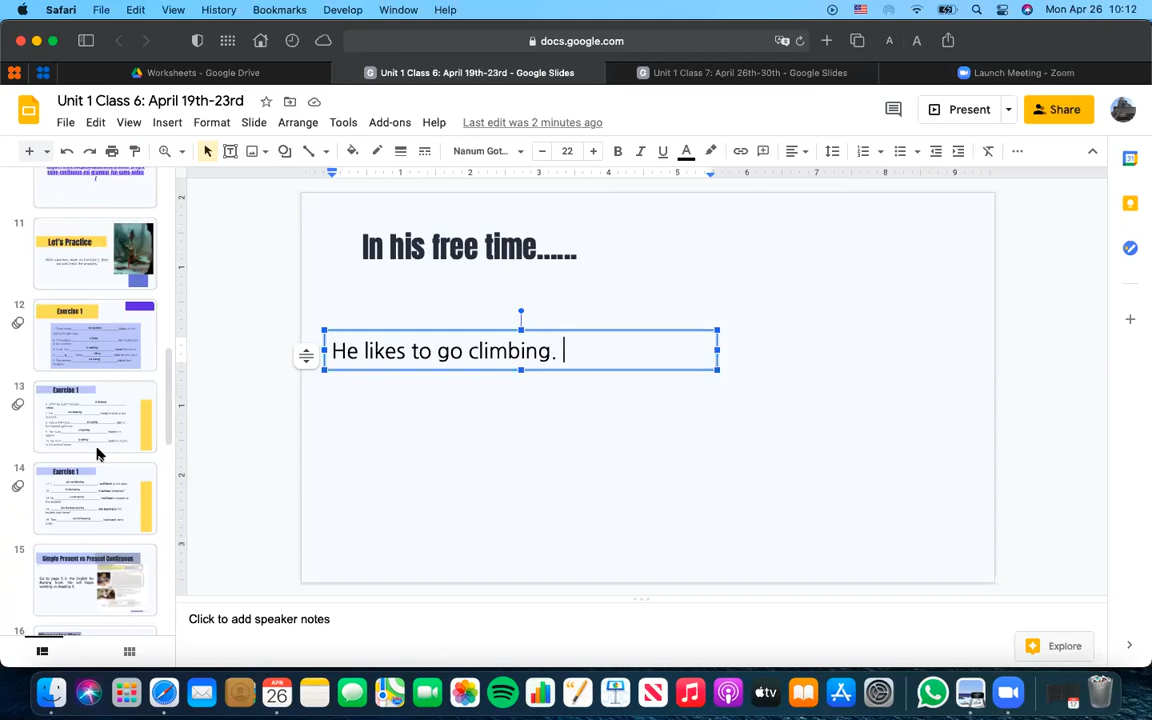 Safari File Edit View History Bookmarks Develop Window Help Mon Apr 26 10:12
docs.google.com
Worksheets - Google Drive
Unit 1 Class 6: April 19th-23rd - Google Slides
Unit 1 Class 7: April 26th-30th - Google Slides
Launch Meeting - Zoom
Unit 1 Class 6: April 19th-23rd
File Edit View Insert Format Slide Arrange Tools Add-ons Help Last edit was 2 minutes ago
Present
Share
Nanum Got...
22
11
Let's Practice
12
Exercise 1
13
Exercise 1
14
Exercise 1
15
Simple Present vs Present Continuous
16
In his free time......
He likes to go climbing.
Click to add speaker notes
Explore